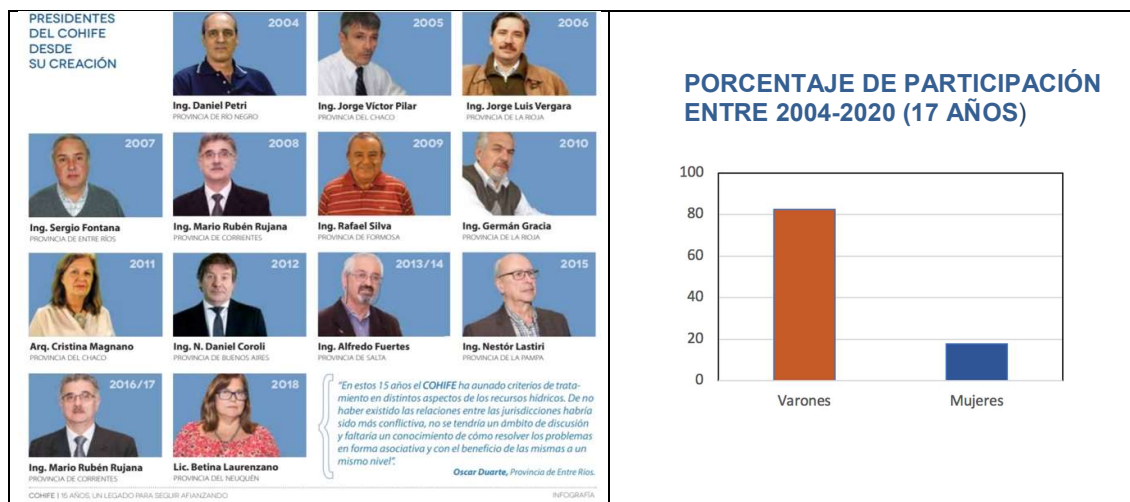 PRESIDENTES
DEL COHIFE
DESDE
SU CREACIÓN
2004
Ing. Daniel Petri
PROVINCIA DE RÍO NEGRO
2005
Ing. Jorge Víctor Pilar
PROVINCIA DEL CHACO
2006
Ing. Jorge Luis Vergara
PROVINCIA DE LA RIOJA
2007
Ing. Sergio Fontana
PROVINCIA DE ENTRE RÍOS
2008
Ing. Mario Rubén Rujana
PROVINCIA DE CORRIENTES
2009
Ing. Rafael Silva
PROVINCIA DE FORMOSA
2010
Ing. Germán Gracia
PROVINCIA DE LA RIOJA
2011
Arq. Cristina Magnano
PROVINCIA DEL CHACO
2012
Ing. N. Daniel Coroli
PROVINCIA DE BUENOS AIRES
2013/14
Ing. Alfredo Fuertes
PROVINCIA DE SALTA
2015
Ing. Nestór Lastiri
PROVINCIA DE LA PAMPA
2016/17
Ing. Mario Rubén Rujana
PROVINCIA DE CORRIENTES
2018
Lic. Betina Laurenzano
PROVINCIA DEL NEUQUÉN
"En estos 15 años el COHIFE ha aunado criterios de trata-
miento en distintos aspectos de los recursos hídricos. De no
haber existido las relaciones entre las jurisdicciones habría
sido más conflictiva, no se tendría un ámbito de discusión
y faltaría un conocimiento de cómo resolver los problemas
en forma asociativa y con el beneficio de las mismas a un
mismo nivel".
Oscar Duarte, Provincia de Entre Ríos.
COHIFE | 15 AÑOS, UN LEGADO PARA SEGUIR AFIANZANDO
INFOGRAFÍA
PORCENTAJE DE PARTICIPACIÓN
ENTRE 2004-2020 (17 AÑOS)
100
80
60
40
20
0
Varones
Mujeres